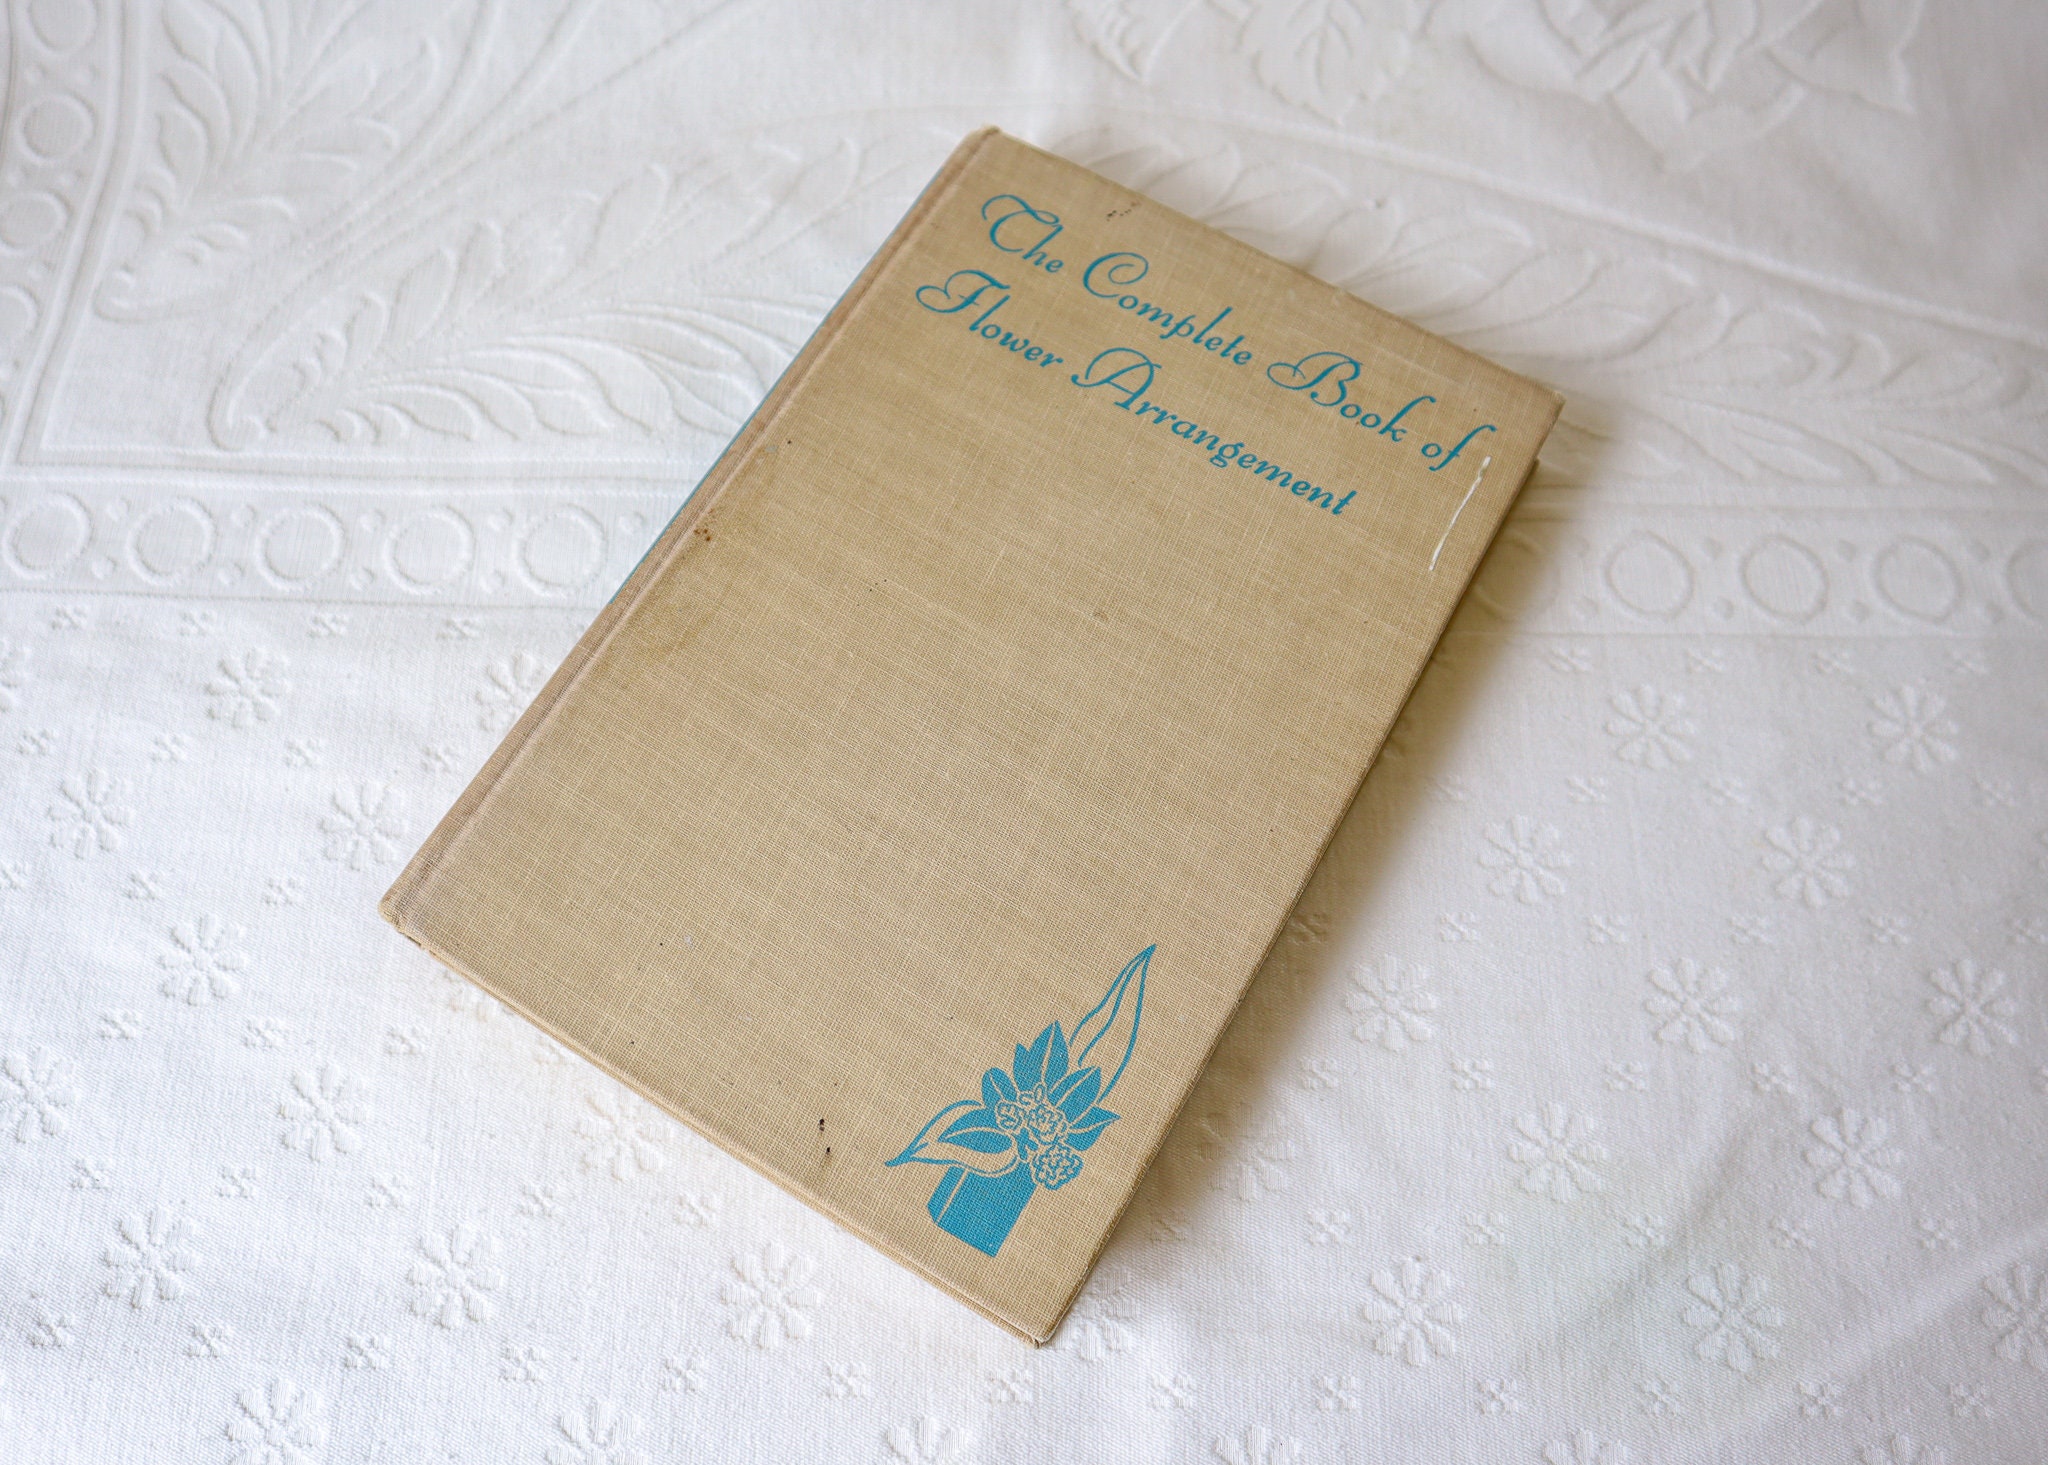 The Complete Book of
Flower Arrangement